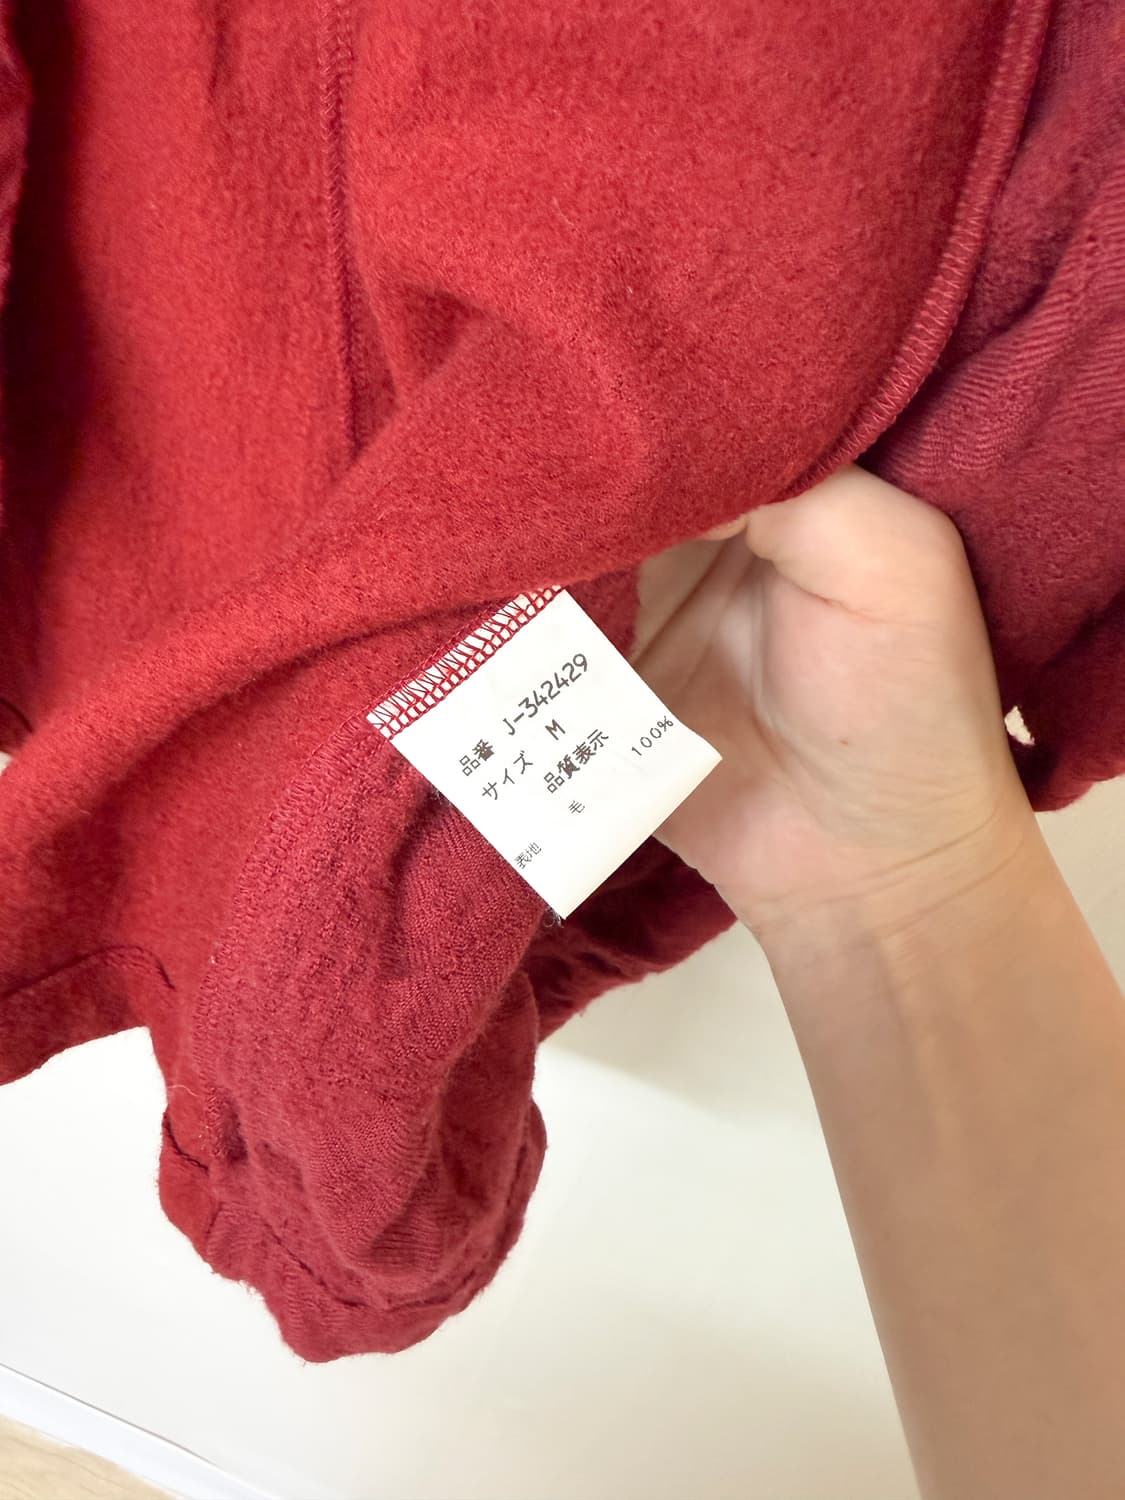 品番 J-342429
サイズ M
品質表示
表地 毛 100%